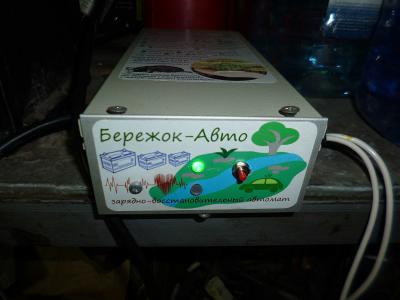 Бережок-Авто
зарядно-восстановительный автомат